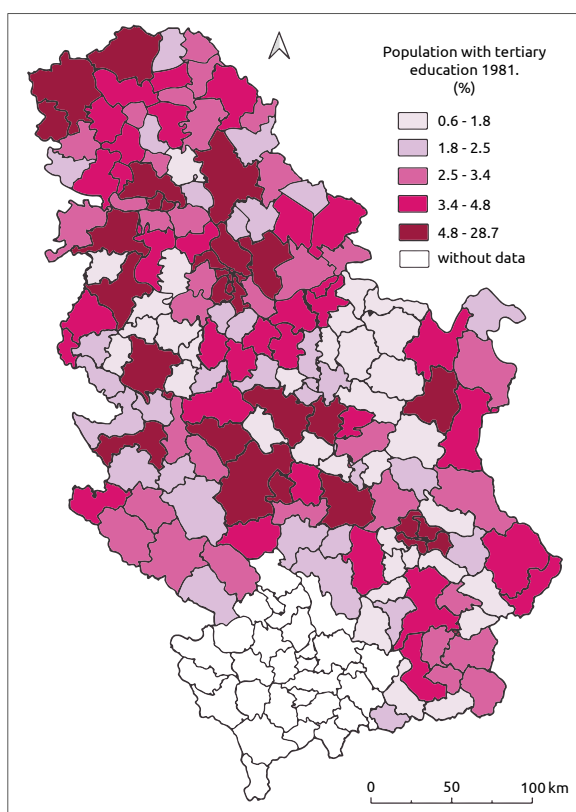 Population with tertiary
education 1981.
(%)
0.6 - 1.8
1.8 - 2.5
2.5 - 3.4
3.4 - 4.8
4.8 - 28.7
without data
0 50 100 km